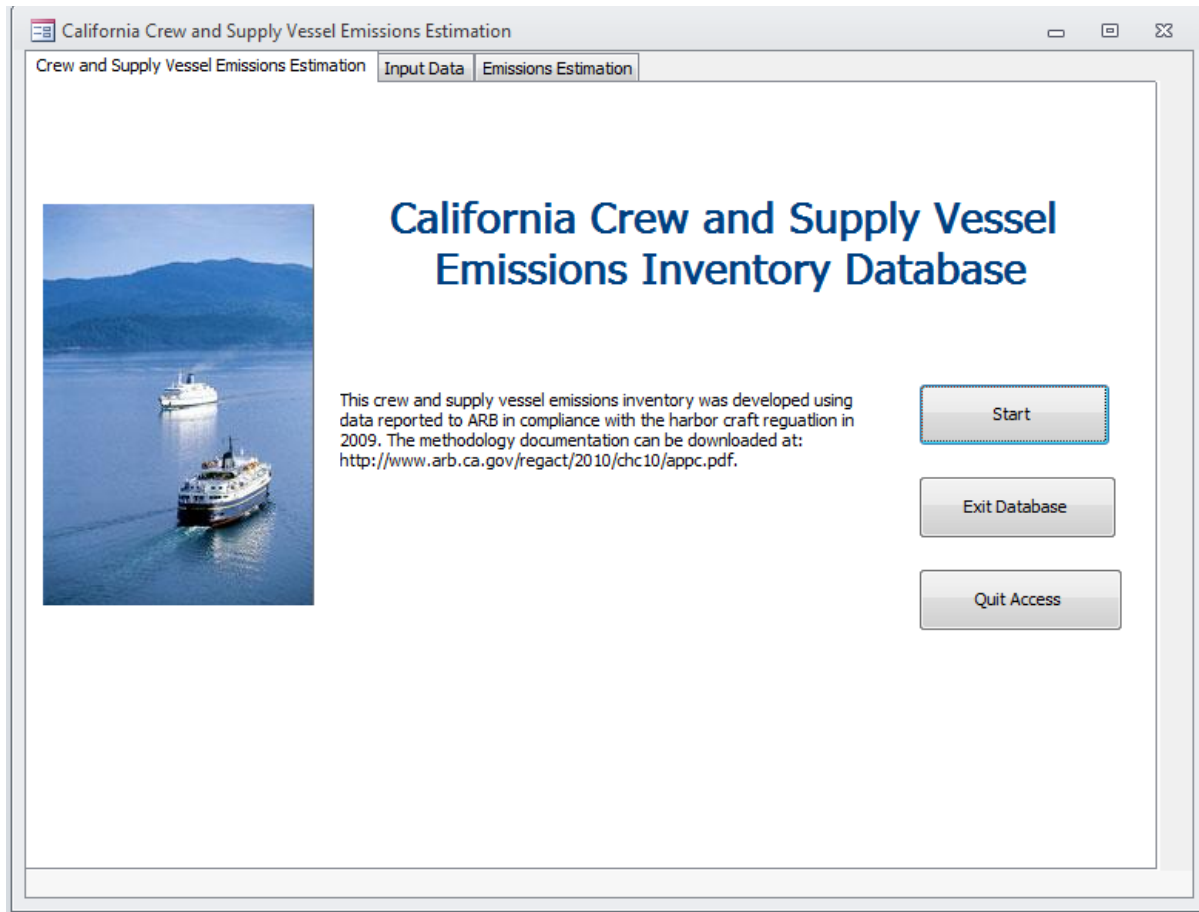 California Crew and Supply Vessel Emissions Estimation
Crew and Supply Vessel Emissions Estimation
Input Data
Emissions Estimation
California Crew and Supply Vessel
Emissions Inventory Database
This crew and supply vessel emissions inventory was developed using
data reported to ARB in compliance with the harbor craft reguatlion in
2009. The methodology documentation can be downloaded at:
http://www.arb.ca.gov/regact/2010/chc10/appc.pdf.
Start
Exit Database
Quit Access